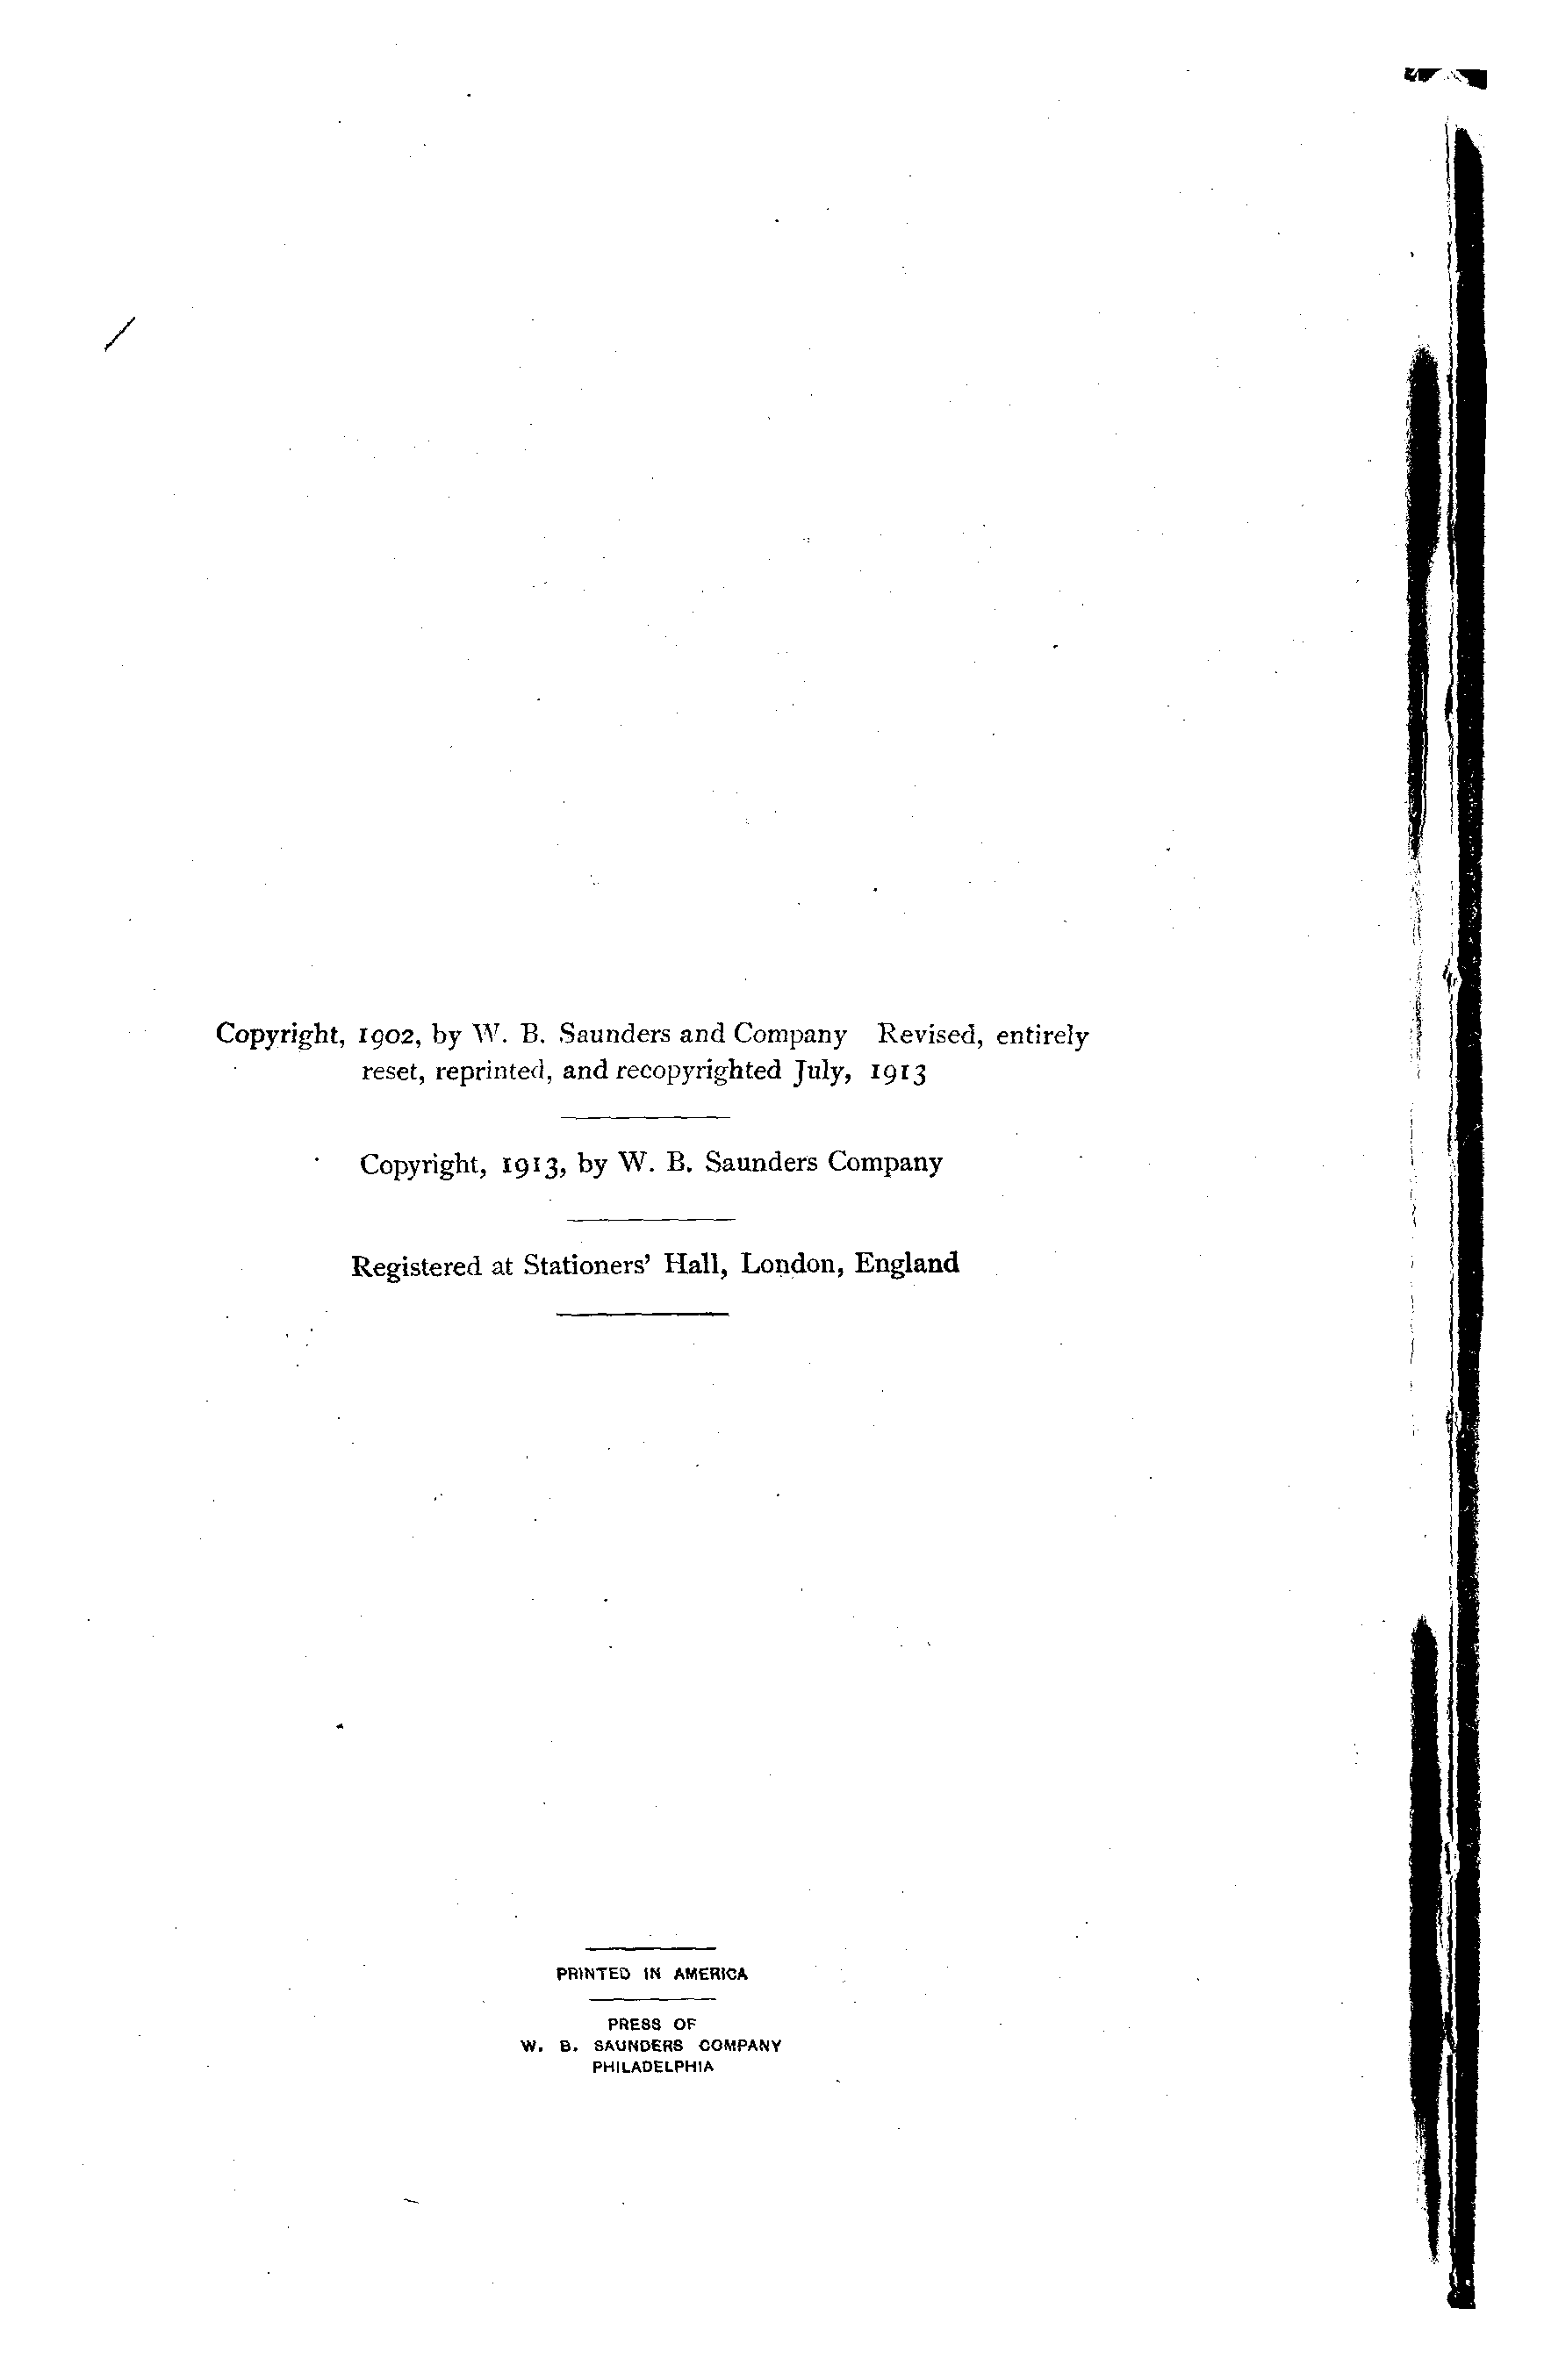 Copyright, 1902, by W. B. Saunders and Company   Revised, entirely
reset, reprinted, and recopyrighted July, 1913
Copyright, 1913, by W. B. Saunders Company
Registered at Stationers' Hall, London, England
PRINTED IN AMERICA
PRESS OF
W. B. SAUNDERS COMPANY
PHILADELPHIA